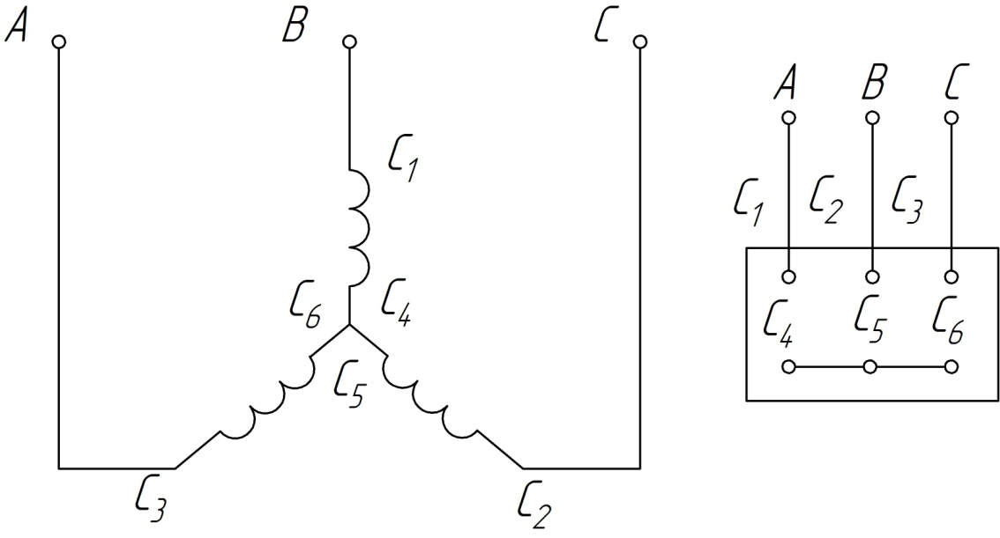 A B C
C1
C6 C4
C5
C3 C2
A B C
C1 C2 C3
C4 C5 C6